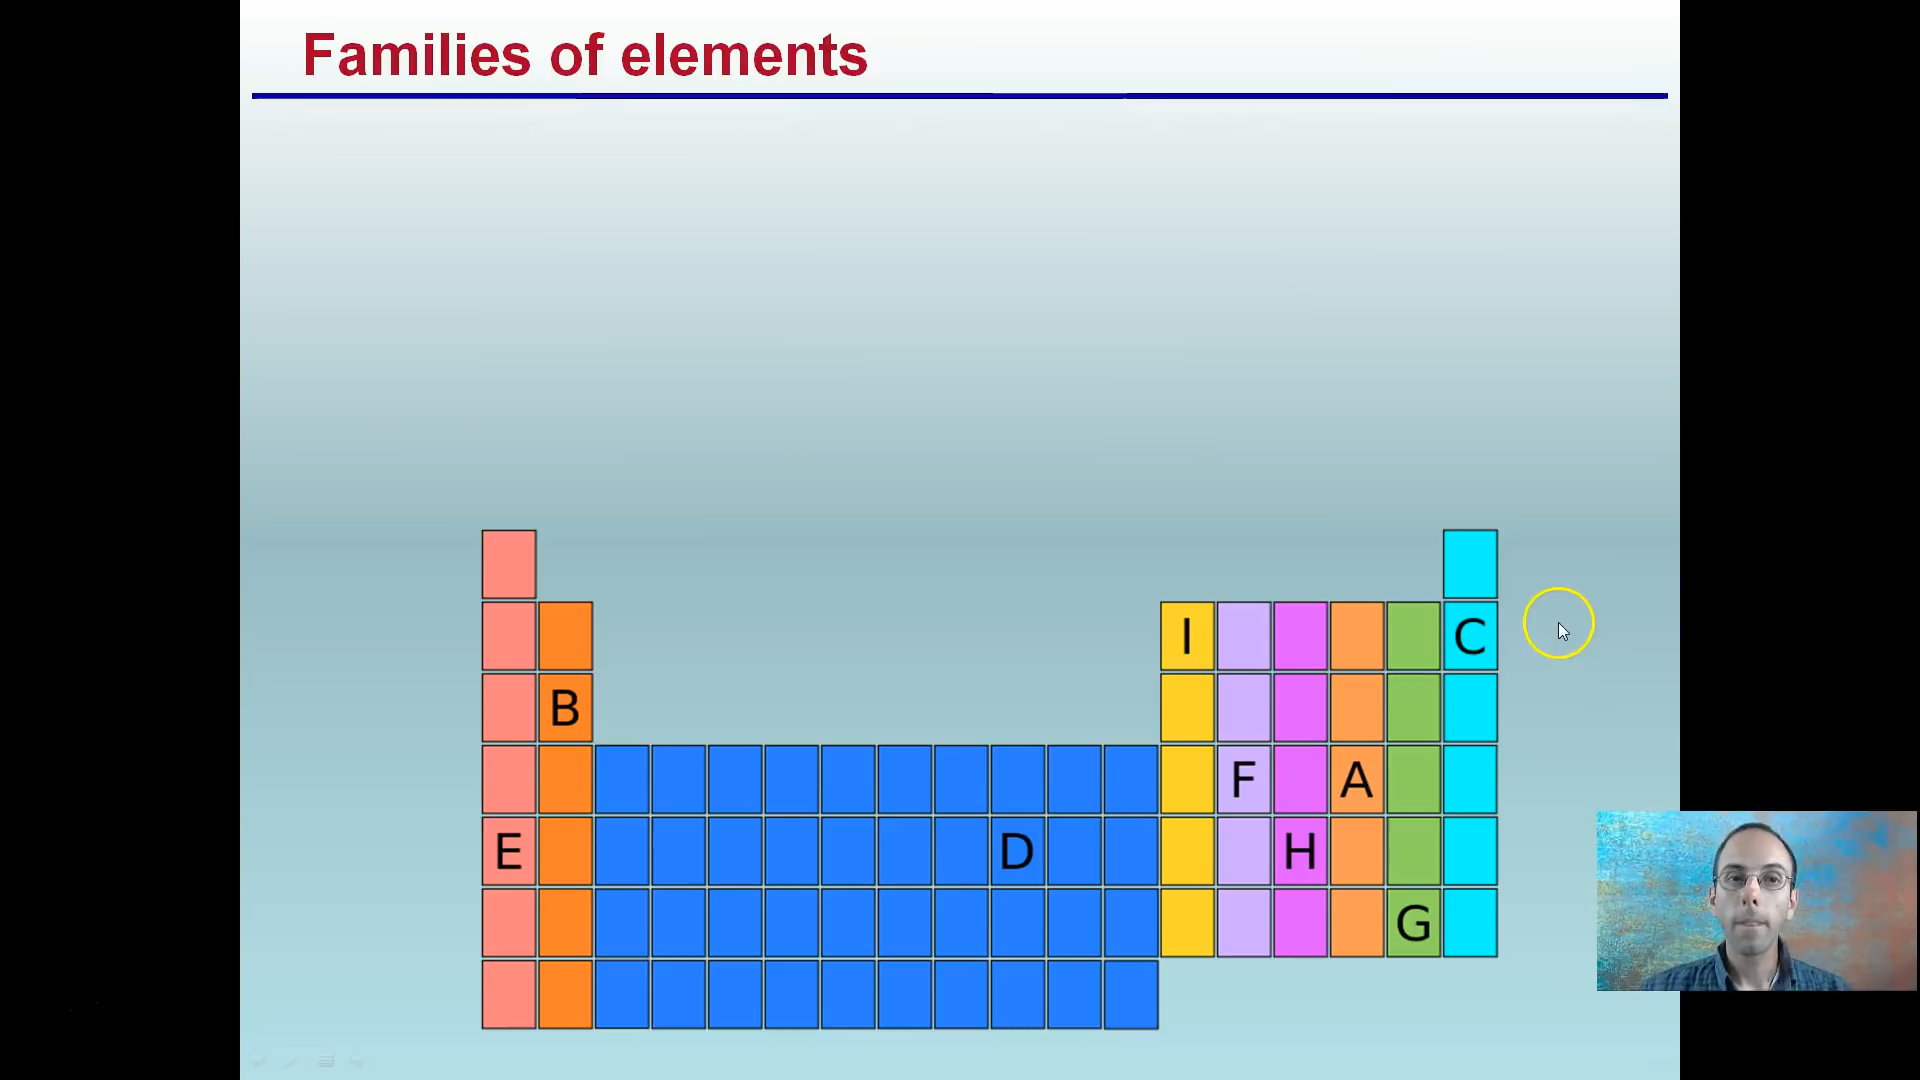 Families of elements
I C
B
F A
E D H
G